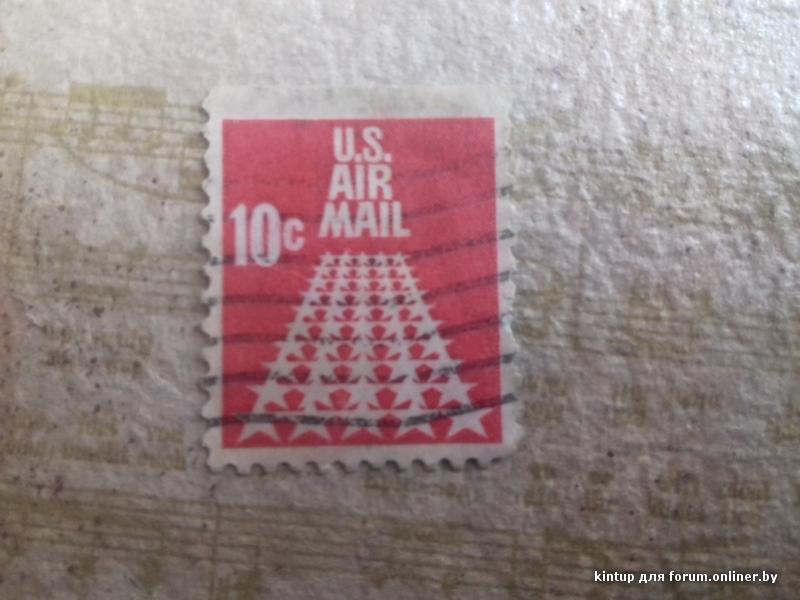 U.S.
AIR
MAIL
10c
kintup для forum.onliner.by